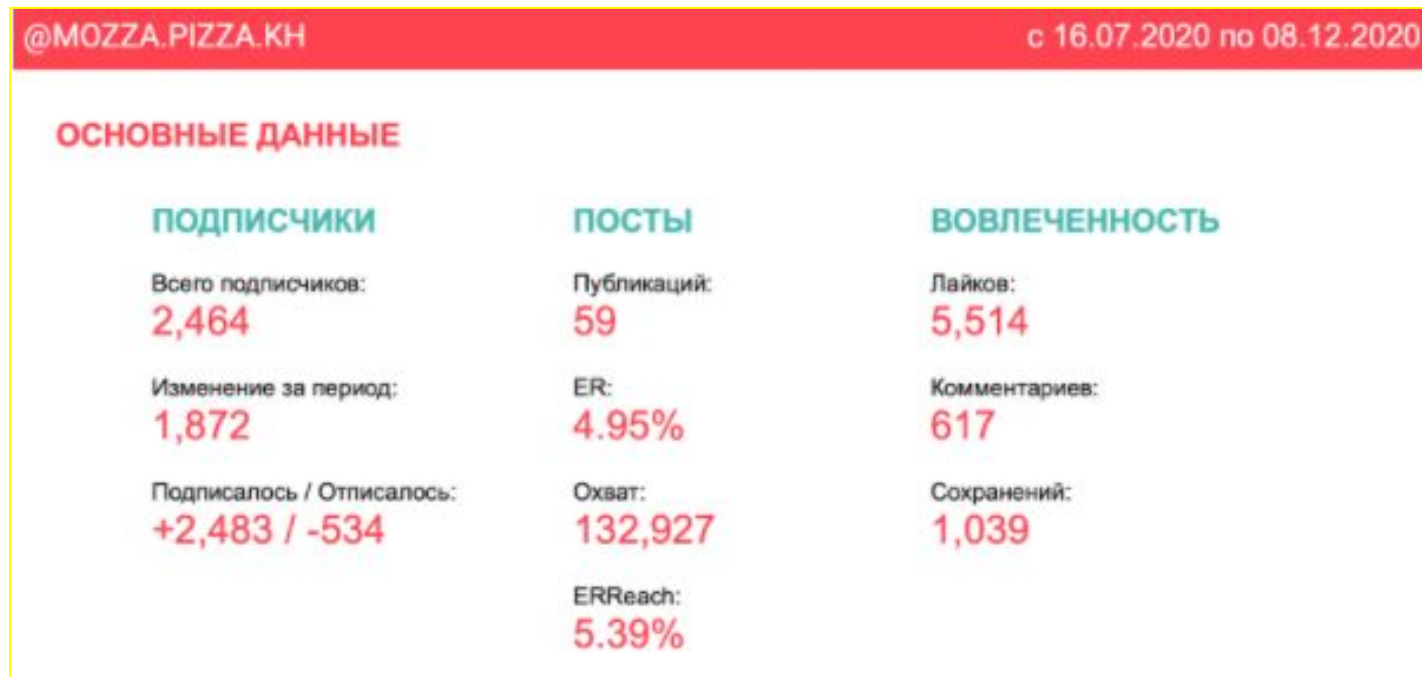 @MOZZA.PIZZA.KH с 16.07.2020 по 08.12.2020
ОСНОВНЫЕ ДАННЫЕ
ПОДПИСЧИКИ
Всего подписчиков:
2,464
Изменение за период:
1,872
Подписалось / Отписалось:
+2,483 / -534
ПОСТЫ
Публикаций:
59
ER:
4.95%
Охват:
132,927
ERReach:
5.39%
ВОВЛЕЧЕННОСТЬ
Лайков:
5,514
Комментариев:
617
Сохранений:
1,039